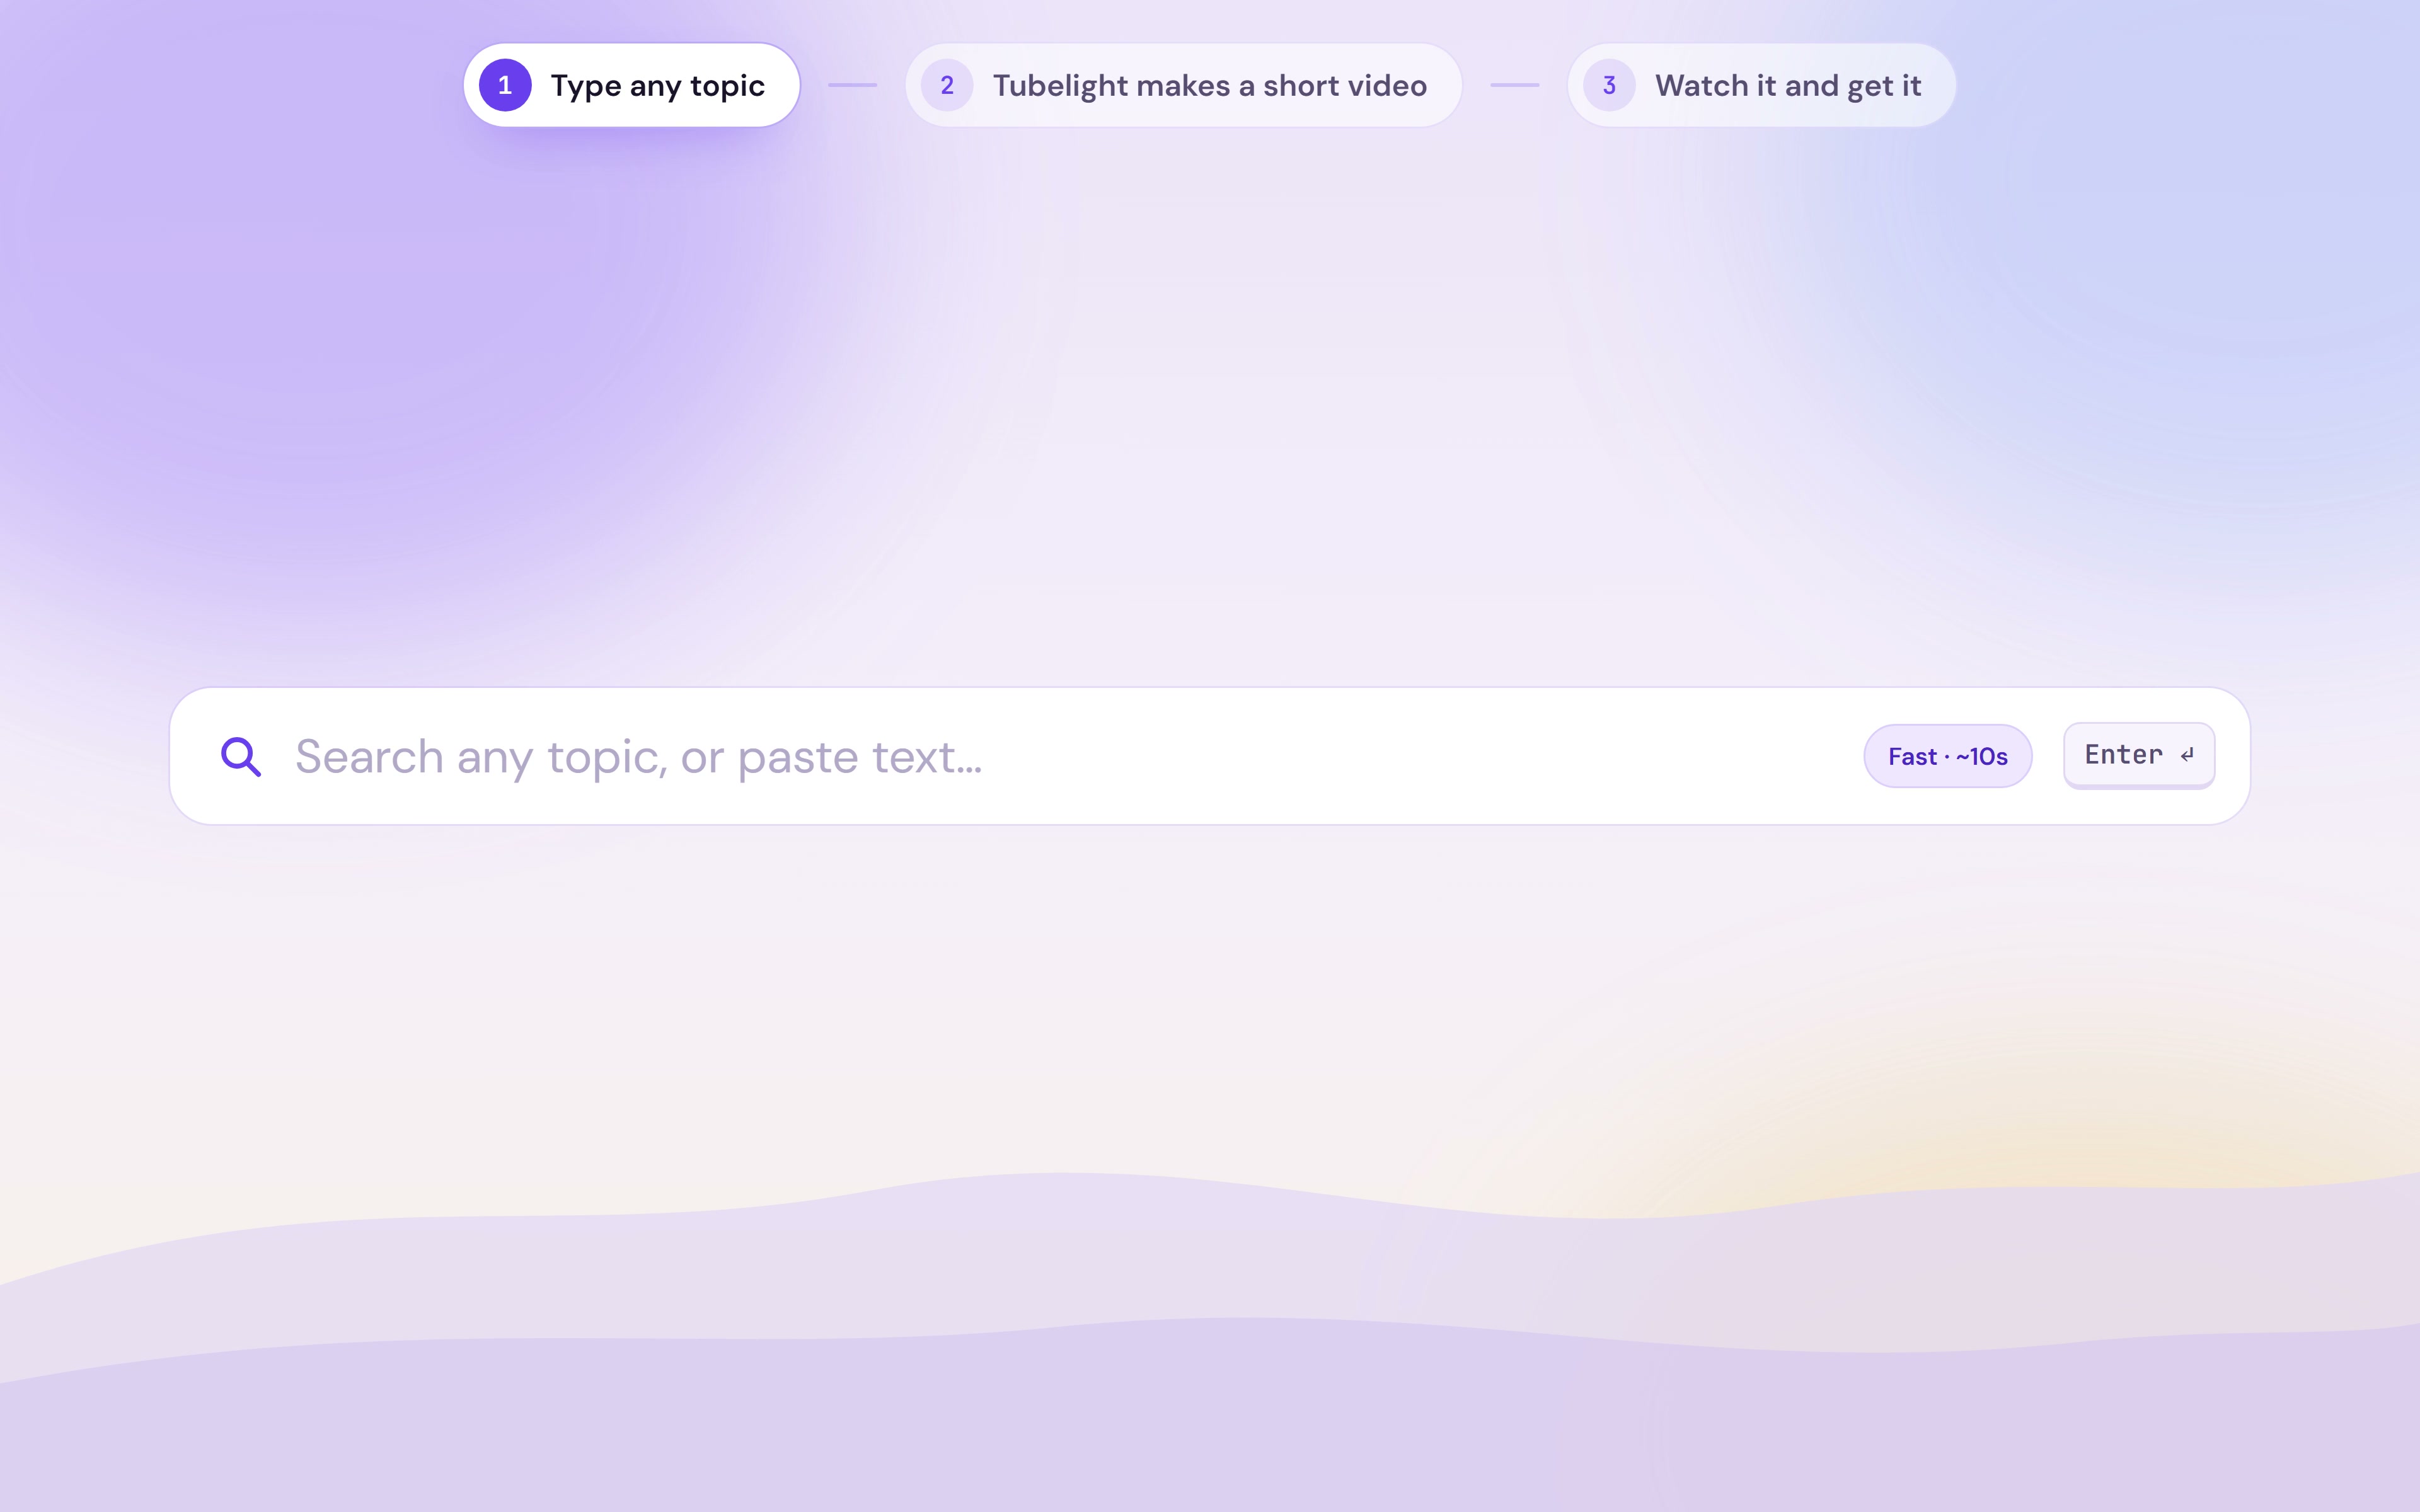 1 Type any topic
2 Tubelight makes a short video
3 Watch it and get it
Search any topic, or paste text...
Fast · ~10s
Enter ↵